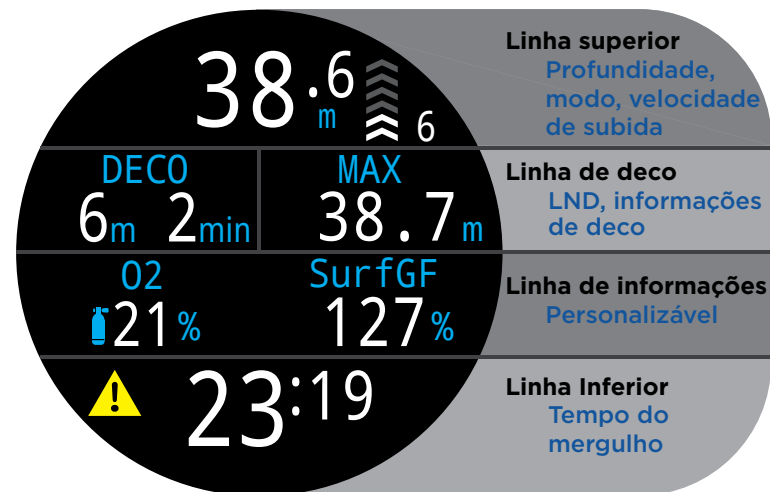 38.6 m 6
Linha superior
Profundidade,
modo, velocidade
de subida
DECO MAX
6m 2min 38.7m
Linha de deco
LND, informações
de deco
O2 SurfGF
21% 127%
Linha de informações
Personalizável
23:19
Linha Inferior
Tempo do
mergulho